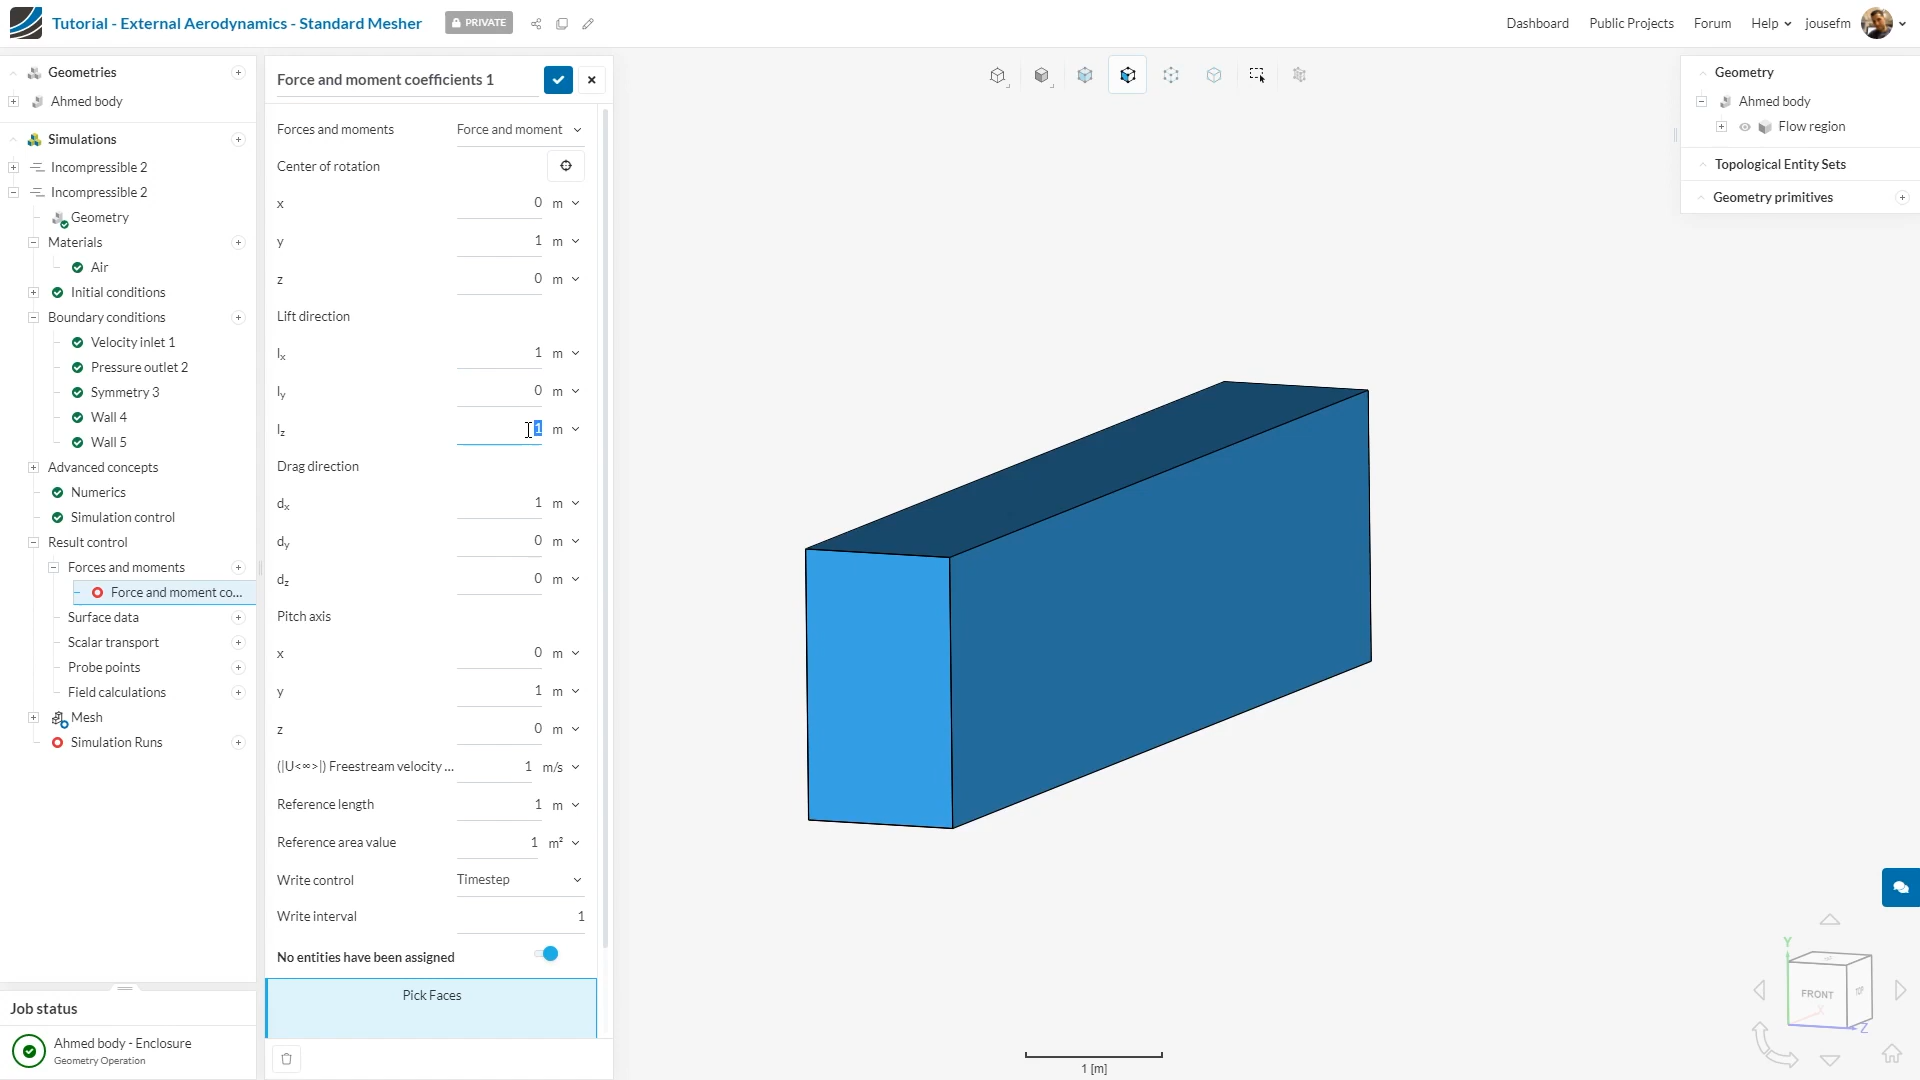 Tutorial - External Aerodynamics - Standard Mesher
PRIVATE
Dashboard
Public Projects
Forum
Help
jousefm
Geometries
Ahmed body
Simulations
Incompressible 2
Incompressible 2
Geometry
Materials
Air
Initial conditions
Boundary conditions
Velocity inlet 1
Pressure outlet 2
Symmetry 3
Wall 4
Wall 5
Advanced concepts
Numerics
Simulation control
Result control
Forces and moments
Force and moment co...
Surface data
Scalar transport
Probe points
Field calculations
Mesh
Simulation Runs
Job status
Ahmed body - Enclosure
Geometry Operation
Force and moment coefficients 1
Forces and moments Force and moment
Center of rotation
x 0 m
y 1 m
z 0 m
Lift direction
lx 1 m
ly 0 m
lz 1 m
Drag direction
dx 1 m
dy 0 m
dz 0 m
Pitch axis
x 0 m
y 1 m
z 0 m
(|U<∞>|) Freestream velocity ... 1 m/s
Reference length 1 m
Reference area value 1 m²
Write control Timestep
Write interval 1
No entities have been assigned
Pick Faces
Geometry
Ahmed body
Flow region
Topological Entity Sets
Geometry primitives
1 [m]
Y
FRONT
X
Z